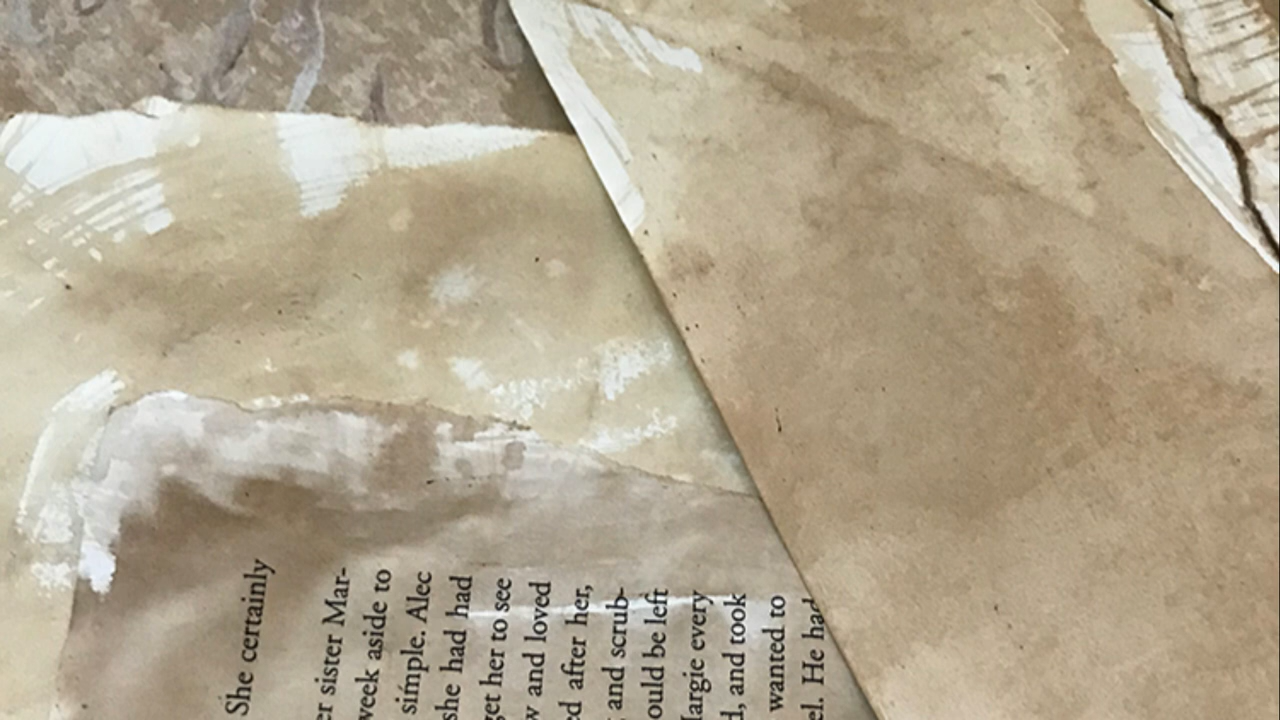 She certainly
er sister Mar-
week aside to
simple. Alec
she had had
get her to see
w and loved
ed after her,
and scrub-
ould be left
largie every
d, and took
wanted to
el. He had